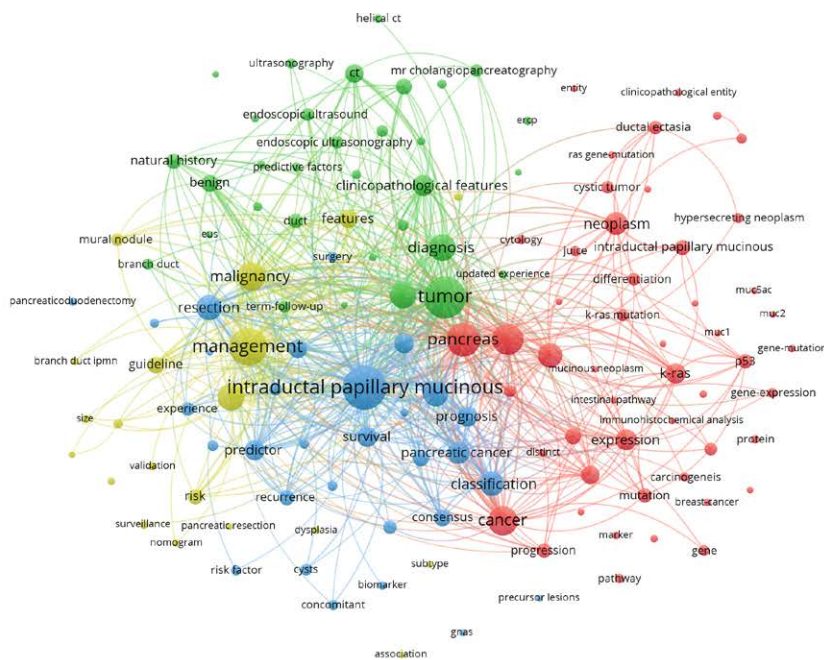 helical ct
ultrasonography
ct
mr cholangiopancreatography
entity
clinicopathological entity
endoscopic ultrasound
ercp
ductal ectasia
endoscopic ultrasonography
ras gene-mutation
natural history
predictive factors
benign
clinicopathological features
cystic tumor
duct
features
neoplasm
hypersecreting neoplasm
eus
mural nodule
surgery
diagnosis
cytology
juice
intraductal papillary mucinous
branch duct
malignancy
updated experience
differentiation
muc5ac
pancreaticoduodenectomy
resection
term-follow-up
tumor
k-ras mutation
muc2
muc1
management
pancreas
gene-mutation
branch duct ipmn
guideline
mucinous neoplasm
k-ras
p53
intraductal papillary mucinous
intestinal pathway
gene-expression
size
experience
prognosis
immunohistochemical analysis
survival
expression
protein
predictor
pancreatic cancer
distinct
validation
risk
recurrence
classification
carcinogeneis
mutation
breast-cancer
surveillance
pancreatic resection
consensus
cancer
nomogram
dysplasia
marker
progression
gene
risk factor
cysts
subtype
pathway
biomarker
precursor lesions
concomitant
gnas
association